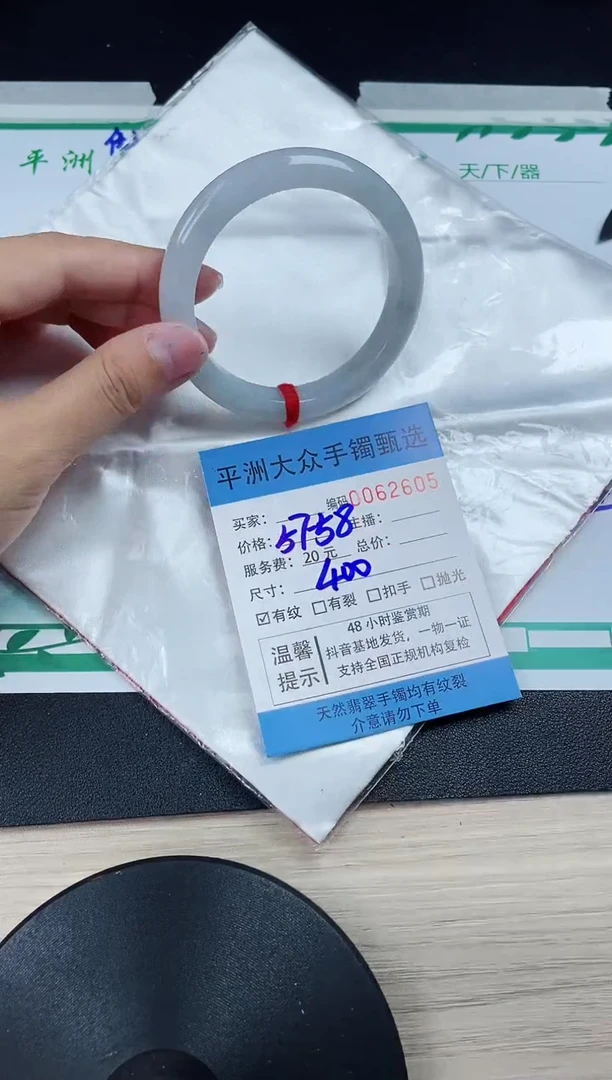 平洲
天/下/器
平洲大众手镯甄选
编码0062605
买家:
价格: 5758 主播:
服务费: 20元 总价:
400
尺寸:
☑有纹 ☐有裂 ☐扣手 ☐抛光
温馨提示
48小时鉴赏期
抖音基地发货，一物一证
支持全国正规机构复检
天然翡翠手镯均有纹裂
介意请勿下单